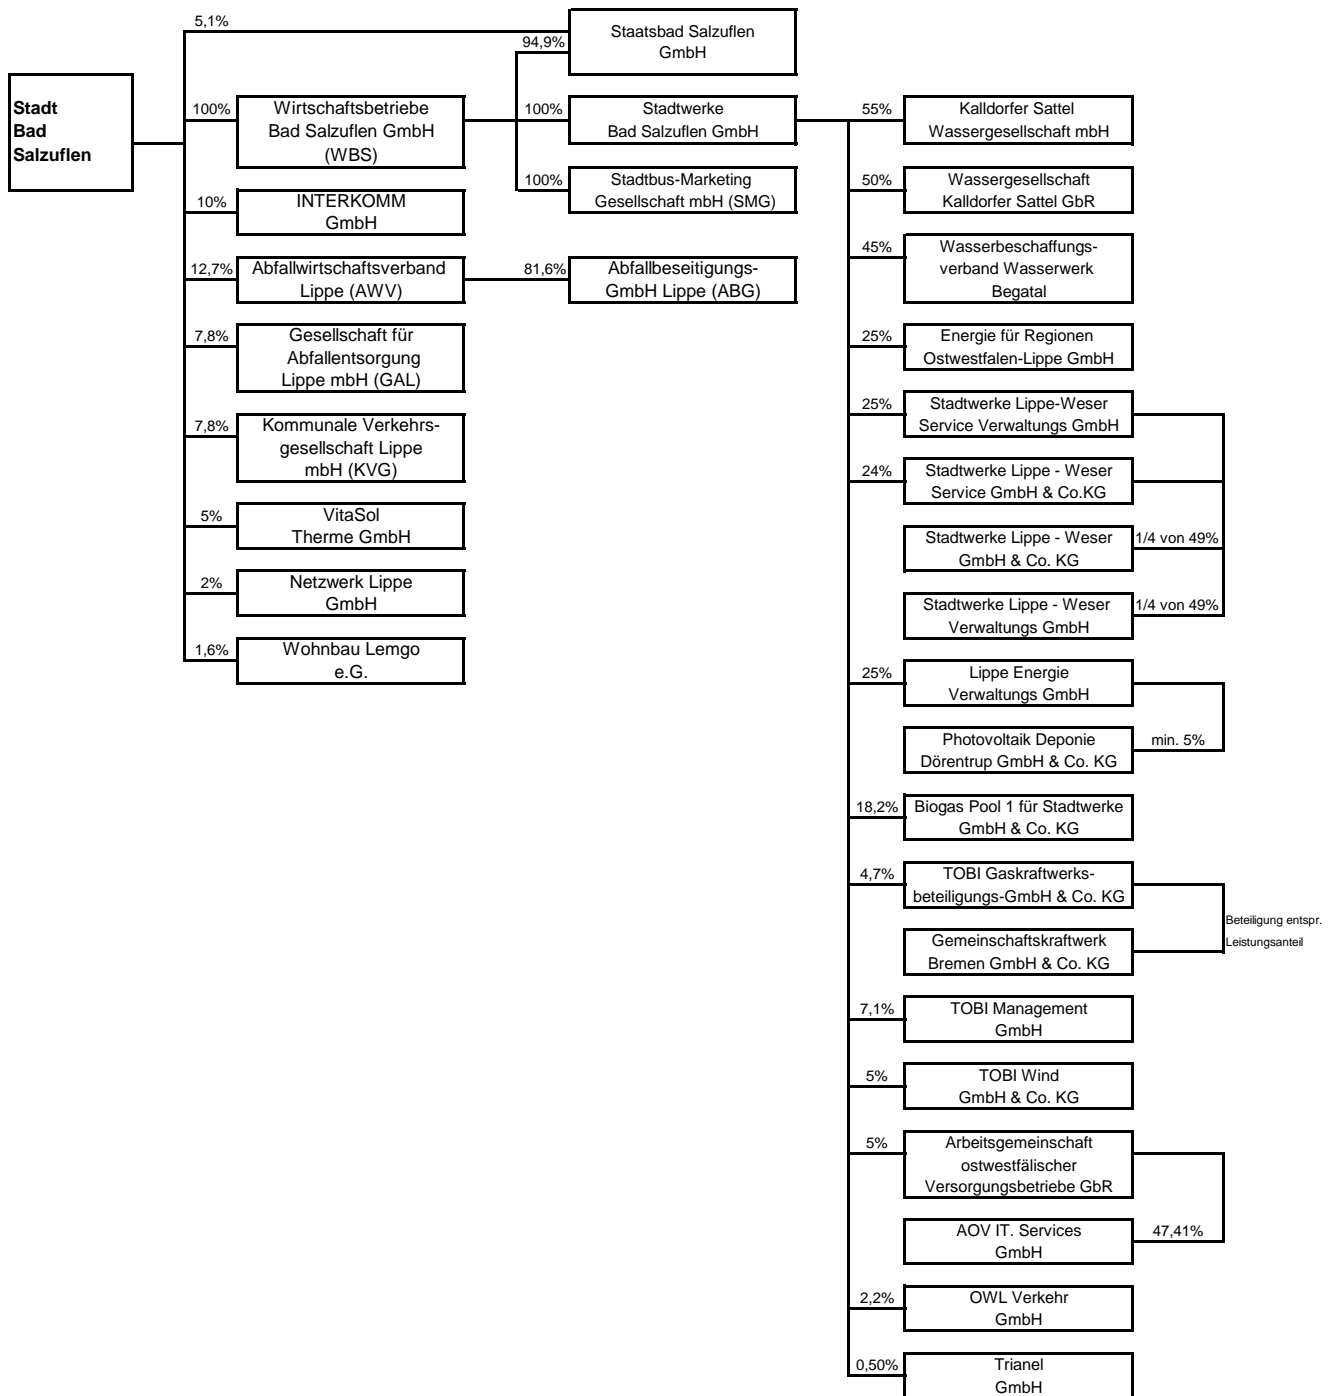 5,1%
Staatsbad Salzuflen
GmbH
94,9%
Stadt
Bad
Salzuflen
100%
Wirtschaftsbetriebe
Bad Salzuflen GmbH
(WBS)
100%
Stadtwerke
Bad Salzuflen GmbH
100%
Stadtbus-Marketing
Gesellschaft mbH (SMG)
10%
INTERKOMM
GmbH
12,7%
Abfallwirtschaftsverband
Lippe (AWV)
81,6%
Abfallbeseitigungs-
GmbH Lippe (ABG)
7,8%
Gesellschaft für
Abfallentsorgung
Lippe mbH (GAL)
7,8%
Kommunale Verkehrs-
gesellschaft Lippe
mbH (KVG)
5%
VitaSol
Therme GmbH
2%
Netzwerk Lippe
GmbH
1,6%
Wohnbau Lemgo
e.G.
55%
Kalldorfer Sattel
Wassergesellschaft mbH
50%
Wassergesellschaft
Kalldorfer Sattel GbR
45%
Wasserbeschaffungs-
verband Wasserwerk
Begatal
25%
Energie für Regionen
Ostwestfalen-Lippe GmbH
25%
Stadtwerke Lippe-Weser
Service Verwaltungs GmbH
24%
Stadtwerke Lippe - Weser
Service GmbH & Co.KG
Stadtwerke Lippe - Weser
GmbH & Co. KG
1/4 von 49%
Stadtwerke Lippe - Weser
Verwaltungs GmbH
1/4 von 49%
25%
Lippe Energie
Verwaltungs GmbH
Photovoltaik Deponie
Dörentrup GmbH & Co. KG
min. 5%
18,2%
Biogas Pool 1 für Stadtwerke
GmbH & Co. KG
4,7%
TOBI Gaskraftwerks-
beteiligungs-GmbH & Co. KG
Beteiligung entspr.
Leistungsanteil
Gemeinschaftskraftwerk
Bremen GmbH & Co. KG
7,1%
TOBI Management
GmbH
5%
TOBI Wind
GmbH & Co. KG
5%
Arbeitsgemeinschaft
ostwestfälischer
Versorgungsbetriebe GbR
AOV IT. Services
GmbH
47,41%
2,2%
OWL Verkehr
GmbH
0,50%
Trianel
GmbH